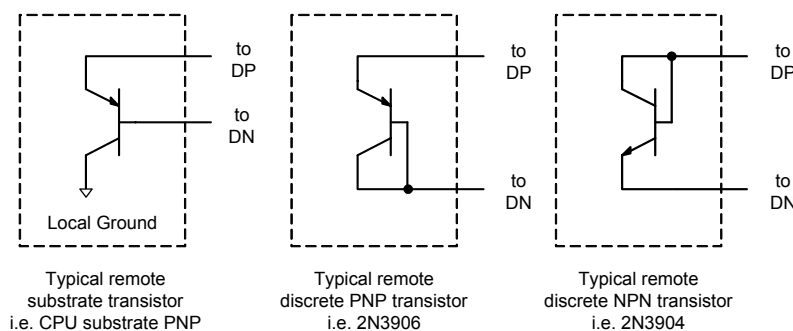 to
DP
to
DN
Local Ground
Typical remote
substrate transistor
i.e. CPU substrate PNP
to
DP
to
DN
Typical remote
discrete PNP transistor
i.e. 2N3906
to
DP
to
DN
Typical remote
discrete NPN transistor
i.e. 2N3904